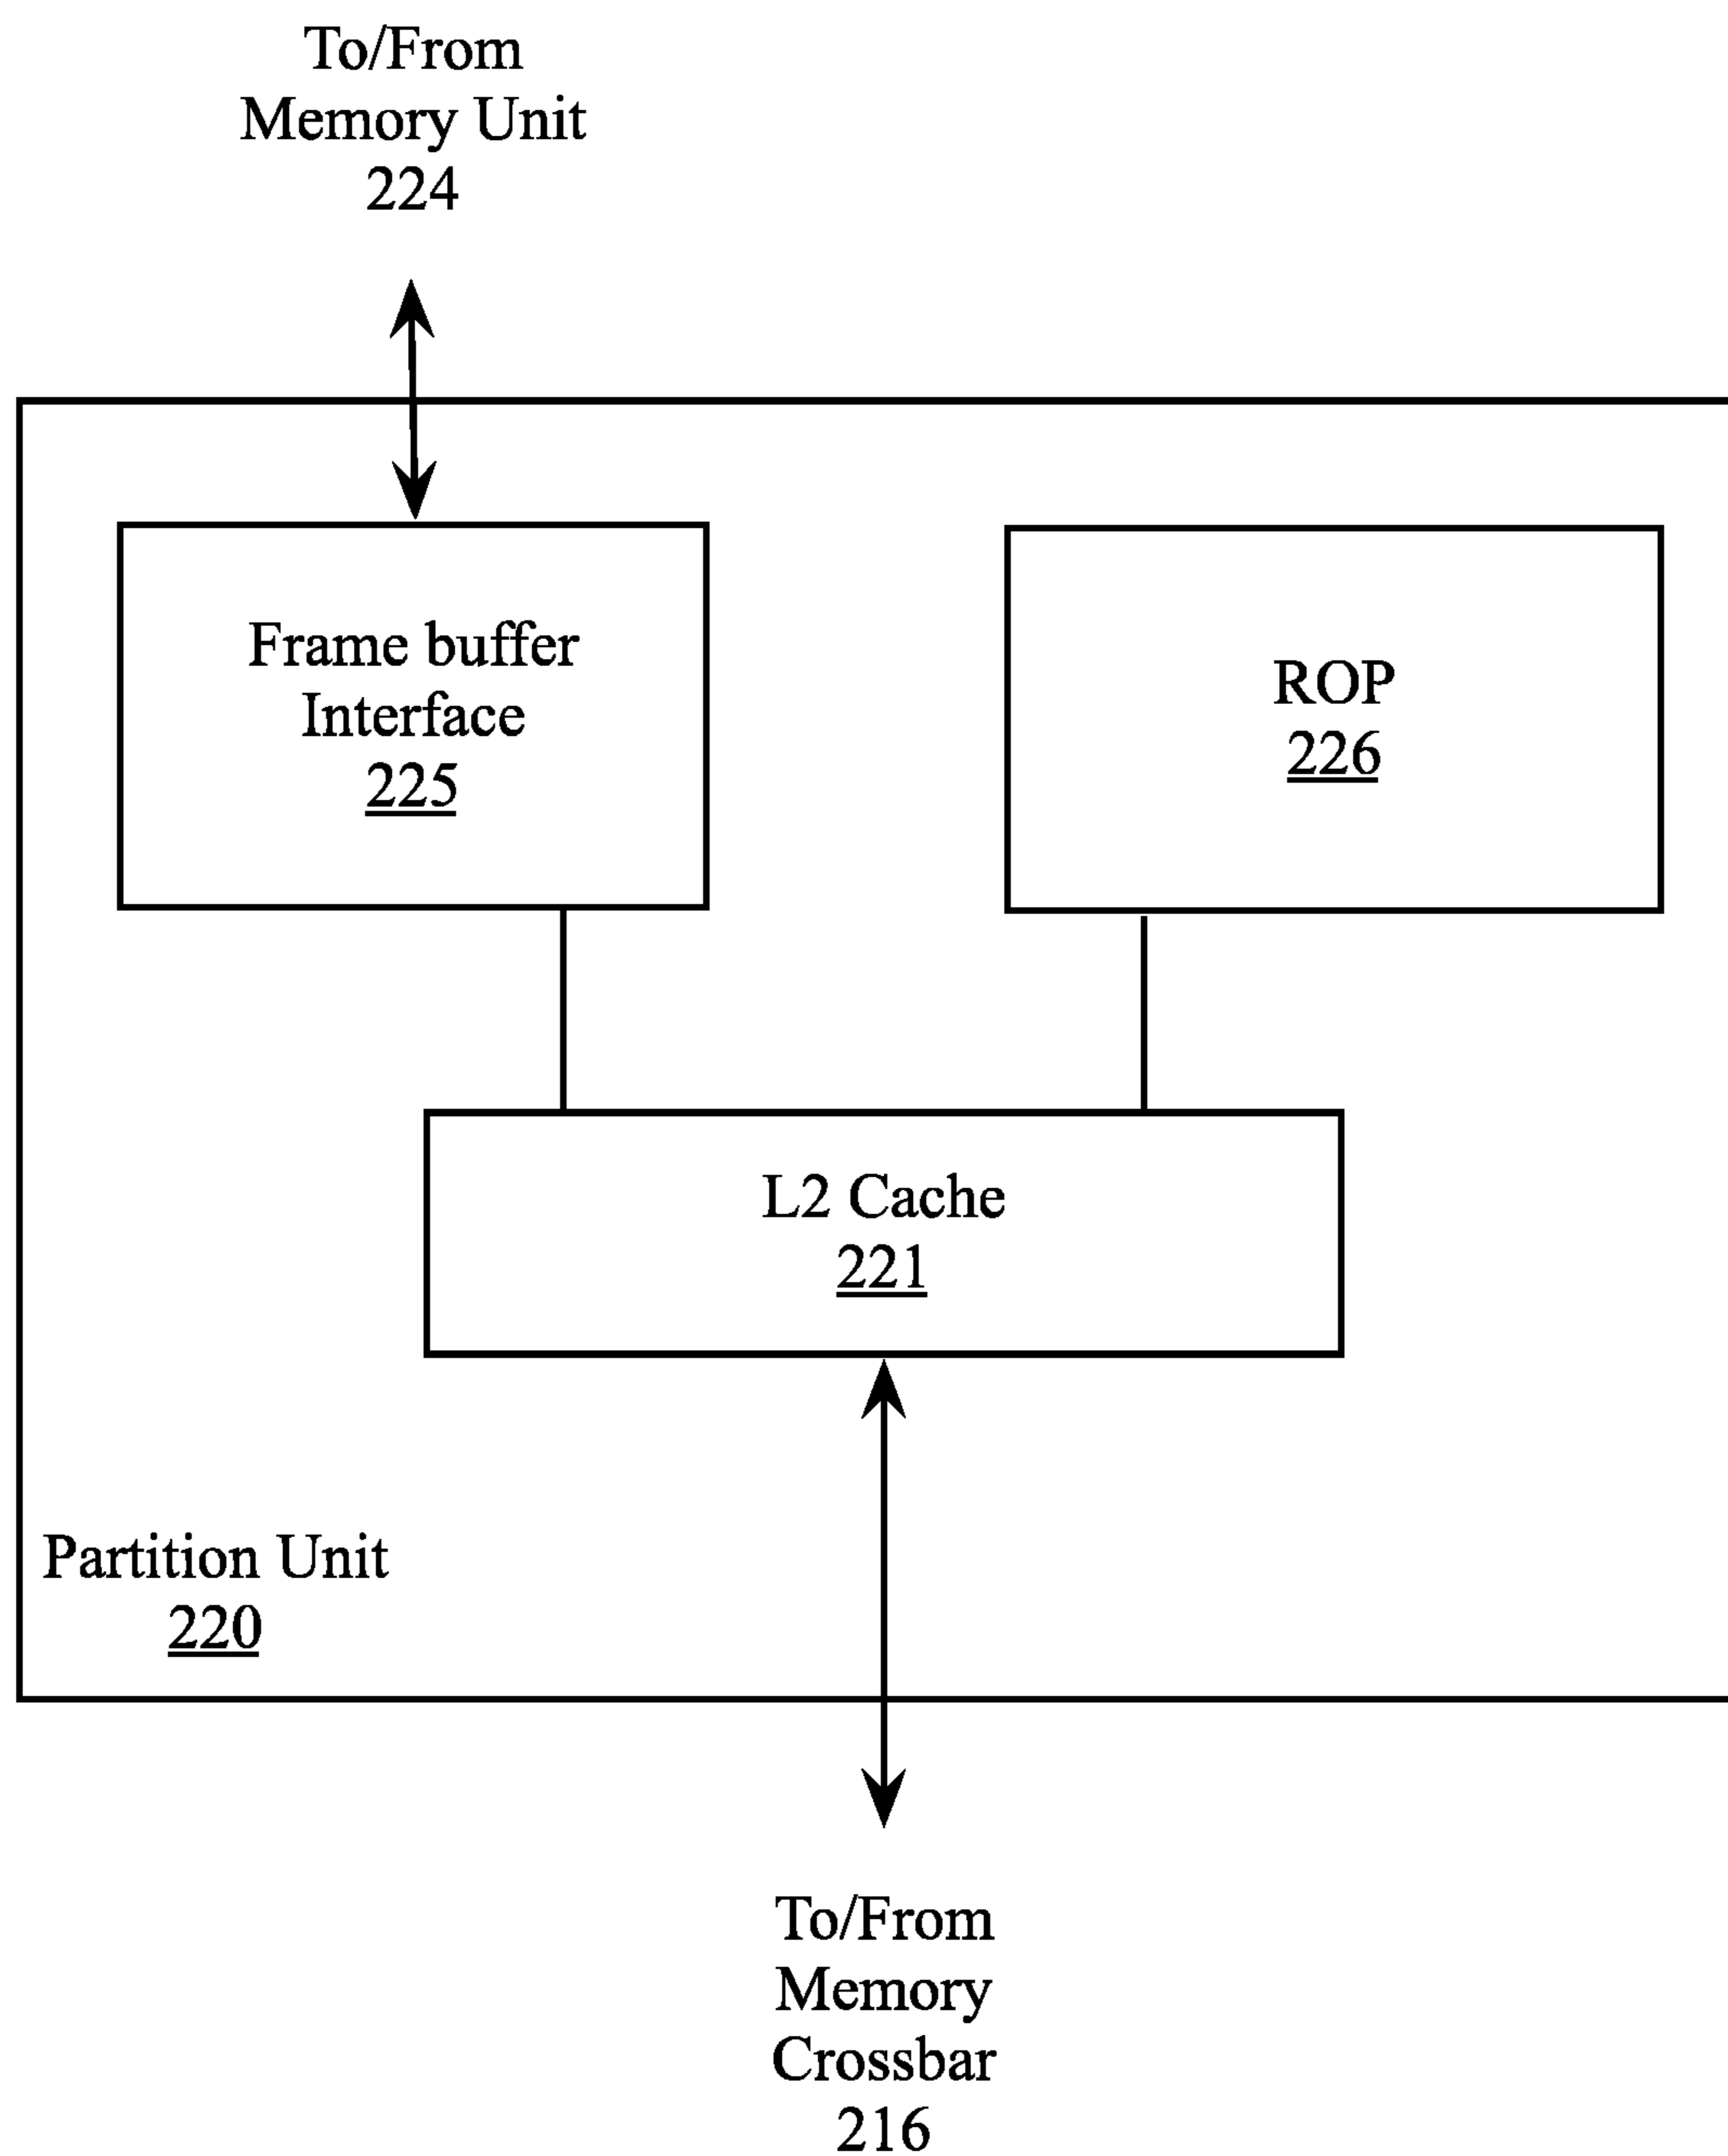 To/From
Memory Unit
224
Frame buffer
Interface
225
ROP
226
L2 Cache
221
Partition Unit
220
To/From
Memory
Crossbar
216